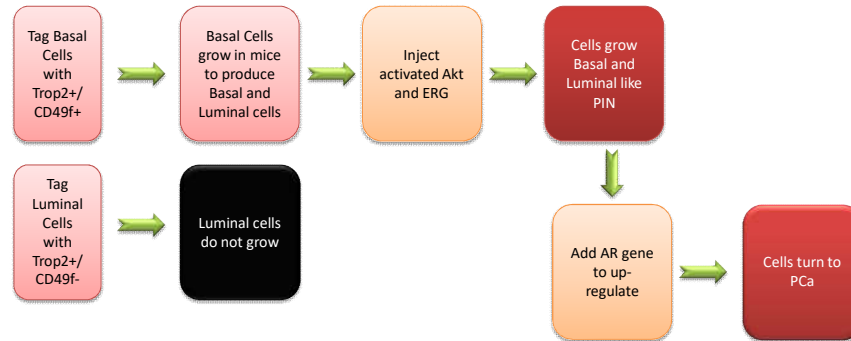 Tag Basal
Cells
with
Trop2+/
CD49f+
Basal Cells
grow in mice
to produce
Basal and
Luminal cells
Inject
activated Akt
and ERG
Cells grow
Basal and
Luminal like
PIN
Tag
Luminal
Cells
with
Trop2+/
CD49f-
Luminal cells
do not grow
Add AR gene
to up-
regulate
Cells turn to
PCa